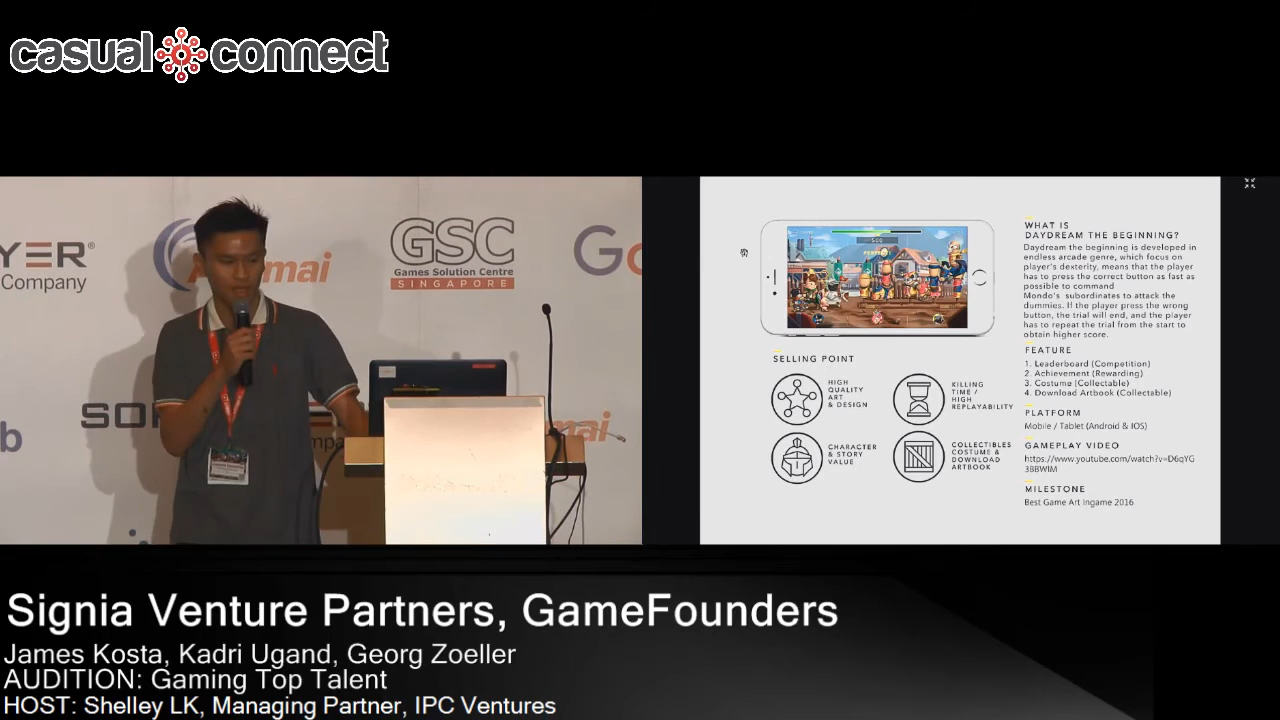 casual connect
YER®
Company
mai
GSC
Games Solution Centre
SINGAPORE
Go
b
SO
mai
WHAT IS
DAYDREAM THE BEGINNING?
Daydream the beginning is developed in
endless arcade genre, which focus on
player's dexterity, means that the player
has to press the correct button as fast as
possible to command
Mondo's subordinates to attack the
dummies. If the player press the wrong
button, the trial will end, and the player
has to repeat the trial from the start to
obtain higher score.
FEATURE
1. Leaderboard (Competition)
2. Achievement (Rewarding)
3. Costume (Collectable)
4. Download Artbook (Collectable)
PLATFORM
Mobile / Tablet (Android & IOS)
GAMEPLAY VIDEO
https://www.youtube.com/watch?v=D6qYG
3BBWIM
MILESTONE
Best Game Art Ingame 2016
SELLING POINT
HIGH
QUALITY
ART
& DESIGN
KILLING
TIME /
HIGH
REPLAYABILITY
CHARACTER
& STORY
VALUE
COLLECTIBLES
COSTUME &
DOWNLOAD
ARTBOOK
Signia Venture Partners, GameFounders
James Kosta, Kadri Ugand, Georg Zoeller
AUDITION: Gaming Top Talent
HOST: Shelley LK, Managing Partner, IPC Ventures